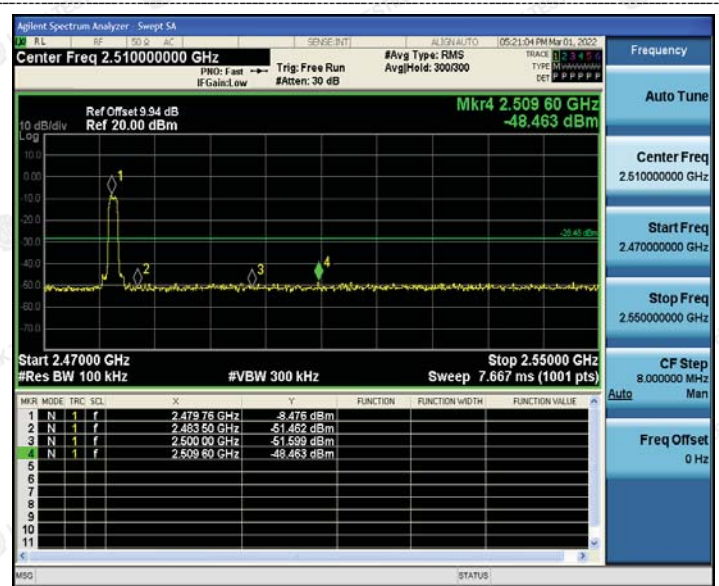 Agilent Spectrum Analyzer - Swept SA
RL RF 50 Ω AC SENSE:INT ALIGN AUTO 05:21:04 PM Mar 01, 2022
Center Freq 2.510000000 GHz
PNO: Fast
IFGain:Low
Trig: Free Run
#Atten: 30 dB
#Avg Type: RMS
Avg|Hold: 300/300
TRACE 1 2 3 4 5 6
TYPE M
DET P P P P P P
Ref Offset 9.94 dB
10 dB/div Ref 20.00 dBm
Log
Mkr4 2.509 60 GHz
-48.463 dBm
10.0
0.00
-10.0
-20.0
-30.0
-40.0
-50.0
-60.0
-70.0
1
2
3
4
-28.48 dBm
Start 2.47000 GHz Stop 2.55000 GHz
#Res BW 100 kHz #VBW 300 kHz Sweep 7.667 ms (1001 pts)
MKR MODE TRC SCL X Y FUNCTION FUNCTION WIDTH FUNCTION VALUE
1 N 1 f 2.479 76 GHz -8.476 dBm
2 N 1 f 2.483 50 GHz -51.462 dBm
3 N 1 f 2.500 00 GHz -51.599 dBm
4 N 1 f 2.509 60 GHz -48.463 dBm
5
6
7
8
9
10
11
MSG STATUS
Frequency
Auto Tune
Center Freq
2.510000000 GHz
Start Freq
2.470000000 GHz
Stop Freq
2.550000000 GHz
CF Step
8.000000 MHz
Auto Man
Freq Offset
0 Hz